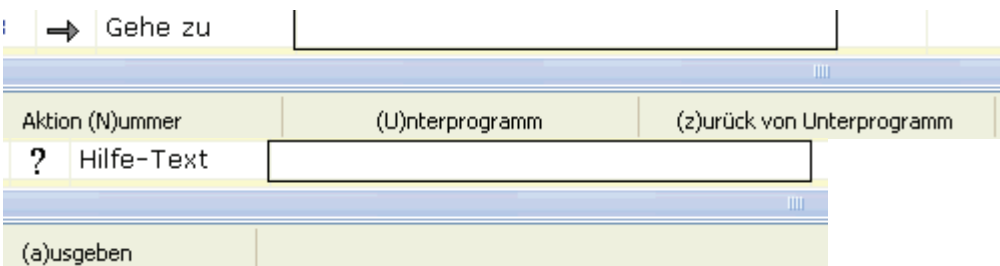 Gehe zu
Aktion (N)ummer (U)nterprogramm (z)urück von Unterprogramm
? Hilfe-Text
(a)usgeben